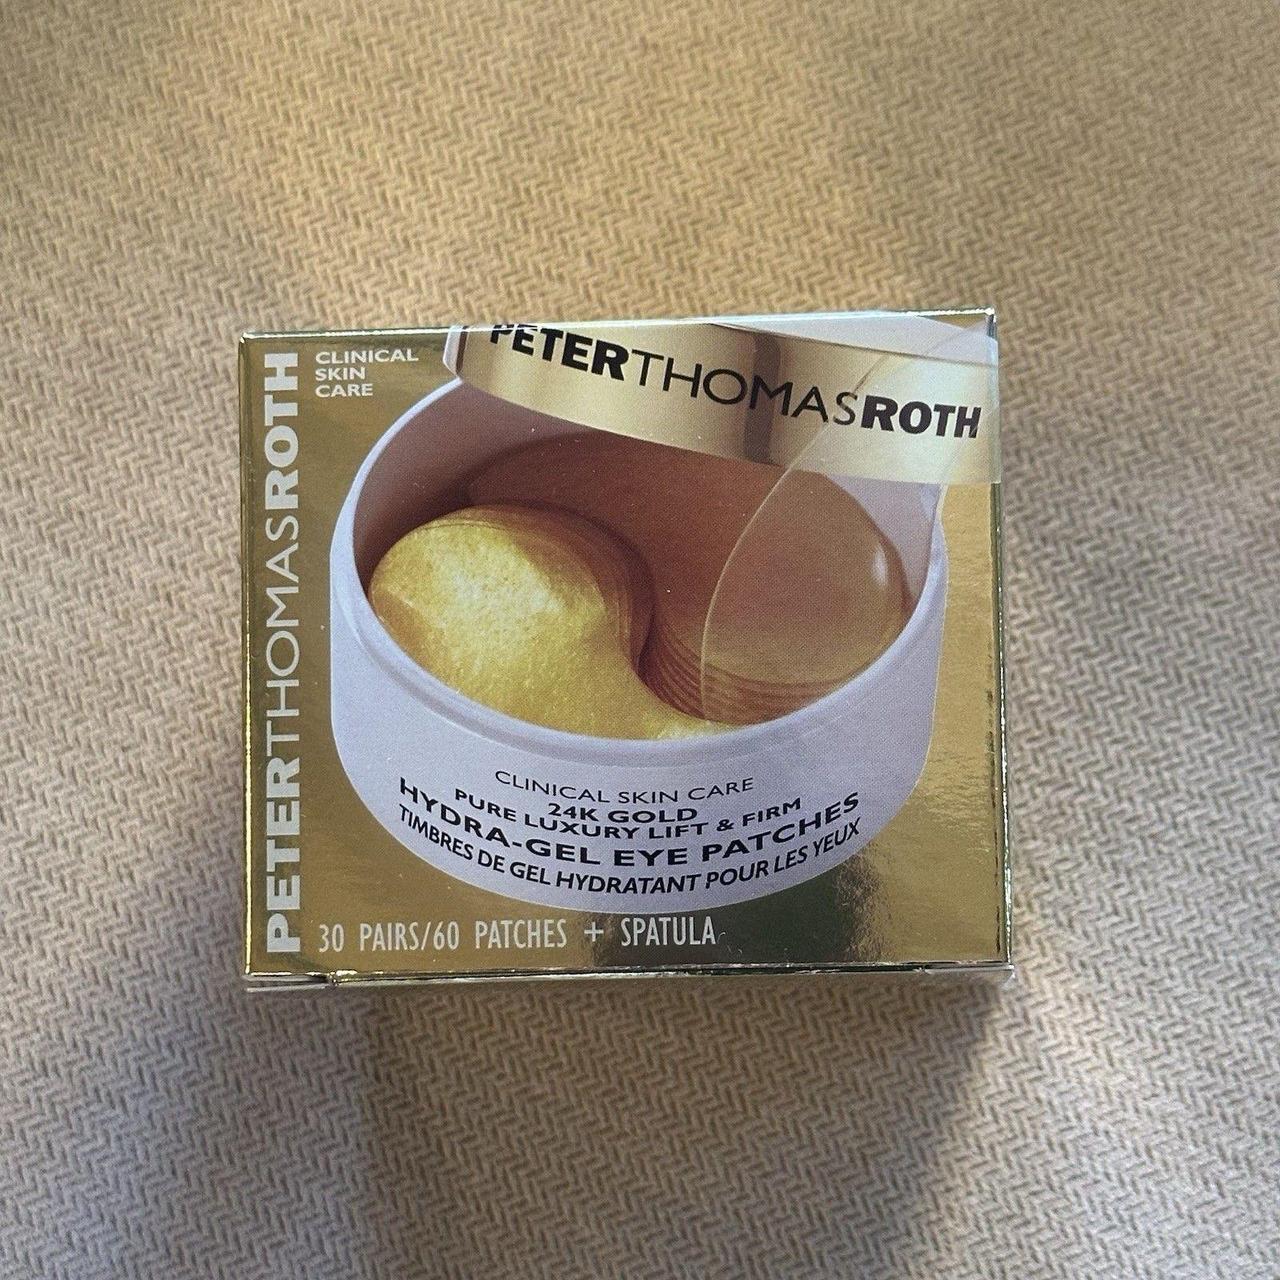 PETERTHOMASROTH
CLINICAL
SKIN
CARE
PETERTHOMASROTH
CLINICAL SKIN CARE
24K GOLD
PURE LUXURY LIFT & FIRM
HYDRA-GEL EYE PATCHES
TIMBRES DE GEL HYDRATANT POUR LES YEUX
30 PAIRS/60 PATCHES + SPATULA